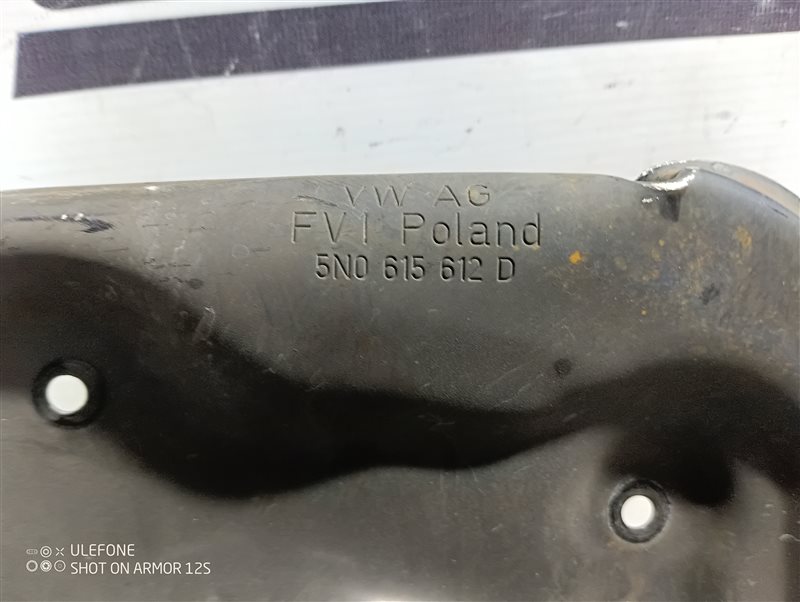 VW AG
FVI Poland
5N0 615 612 D
ULEFONE
SHOT ON ARMOR 12S